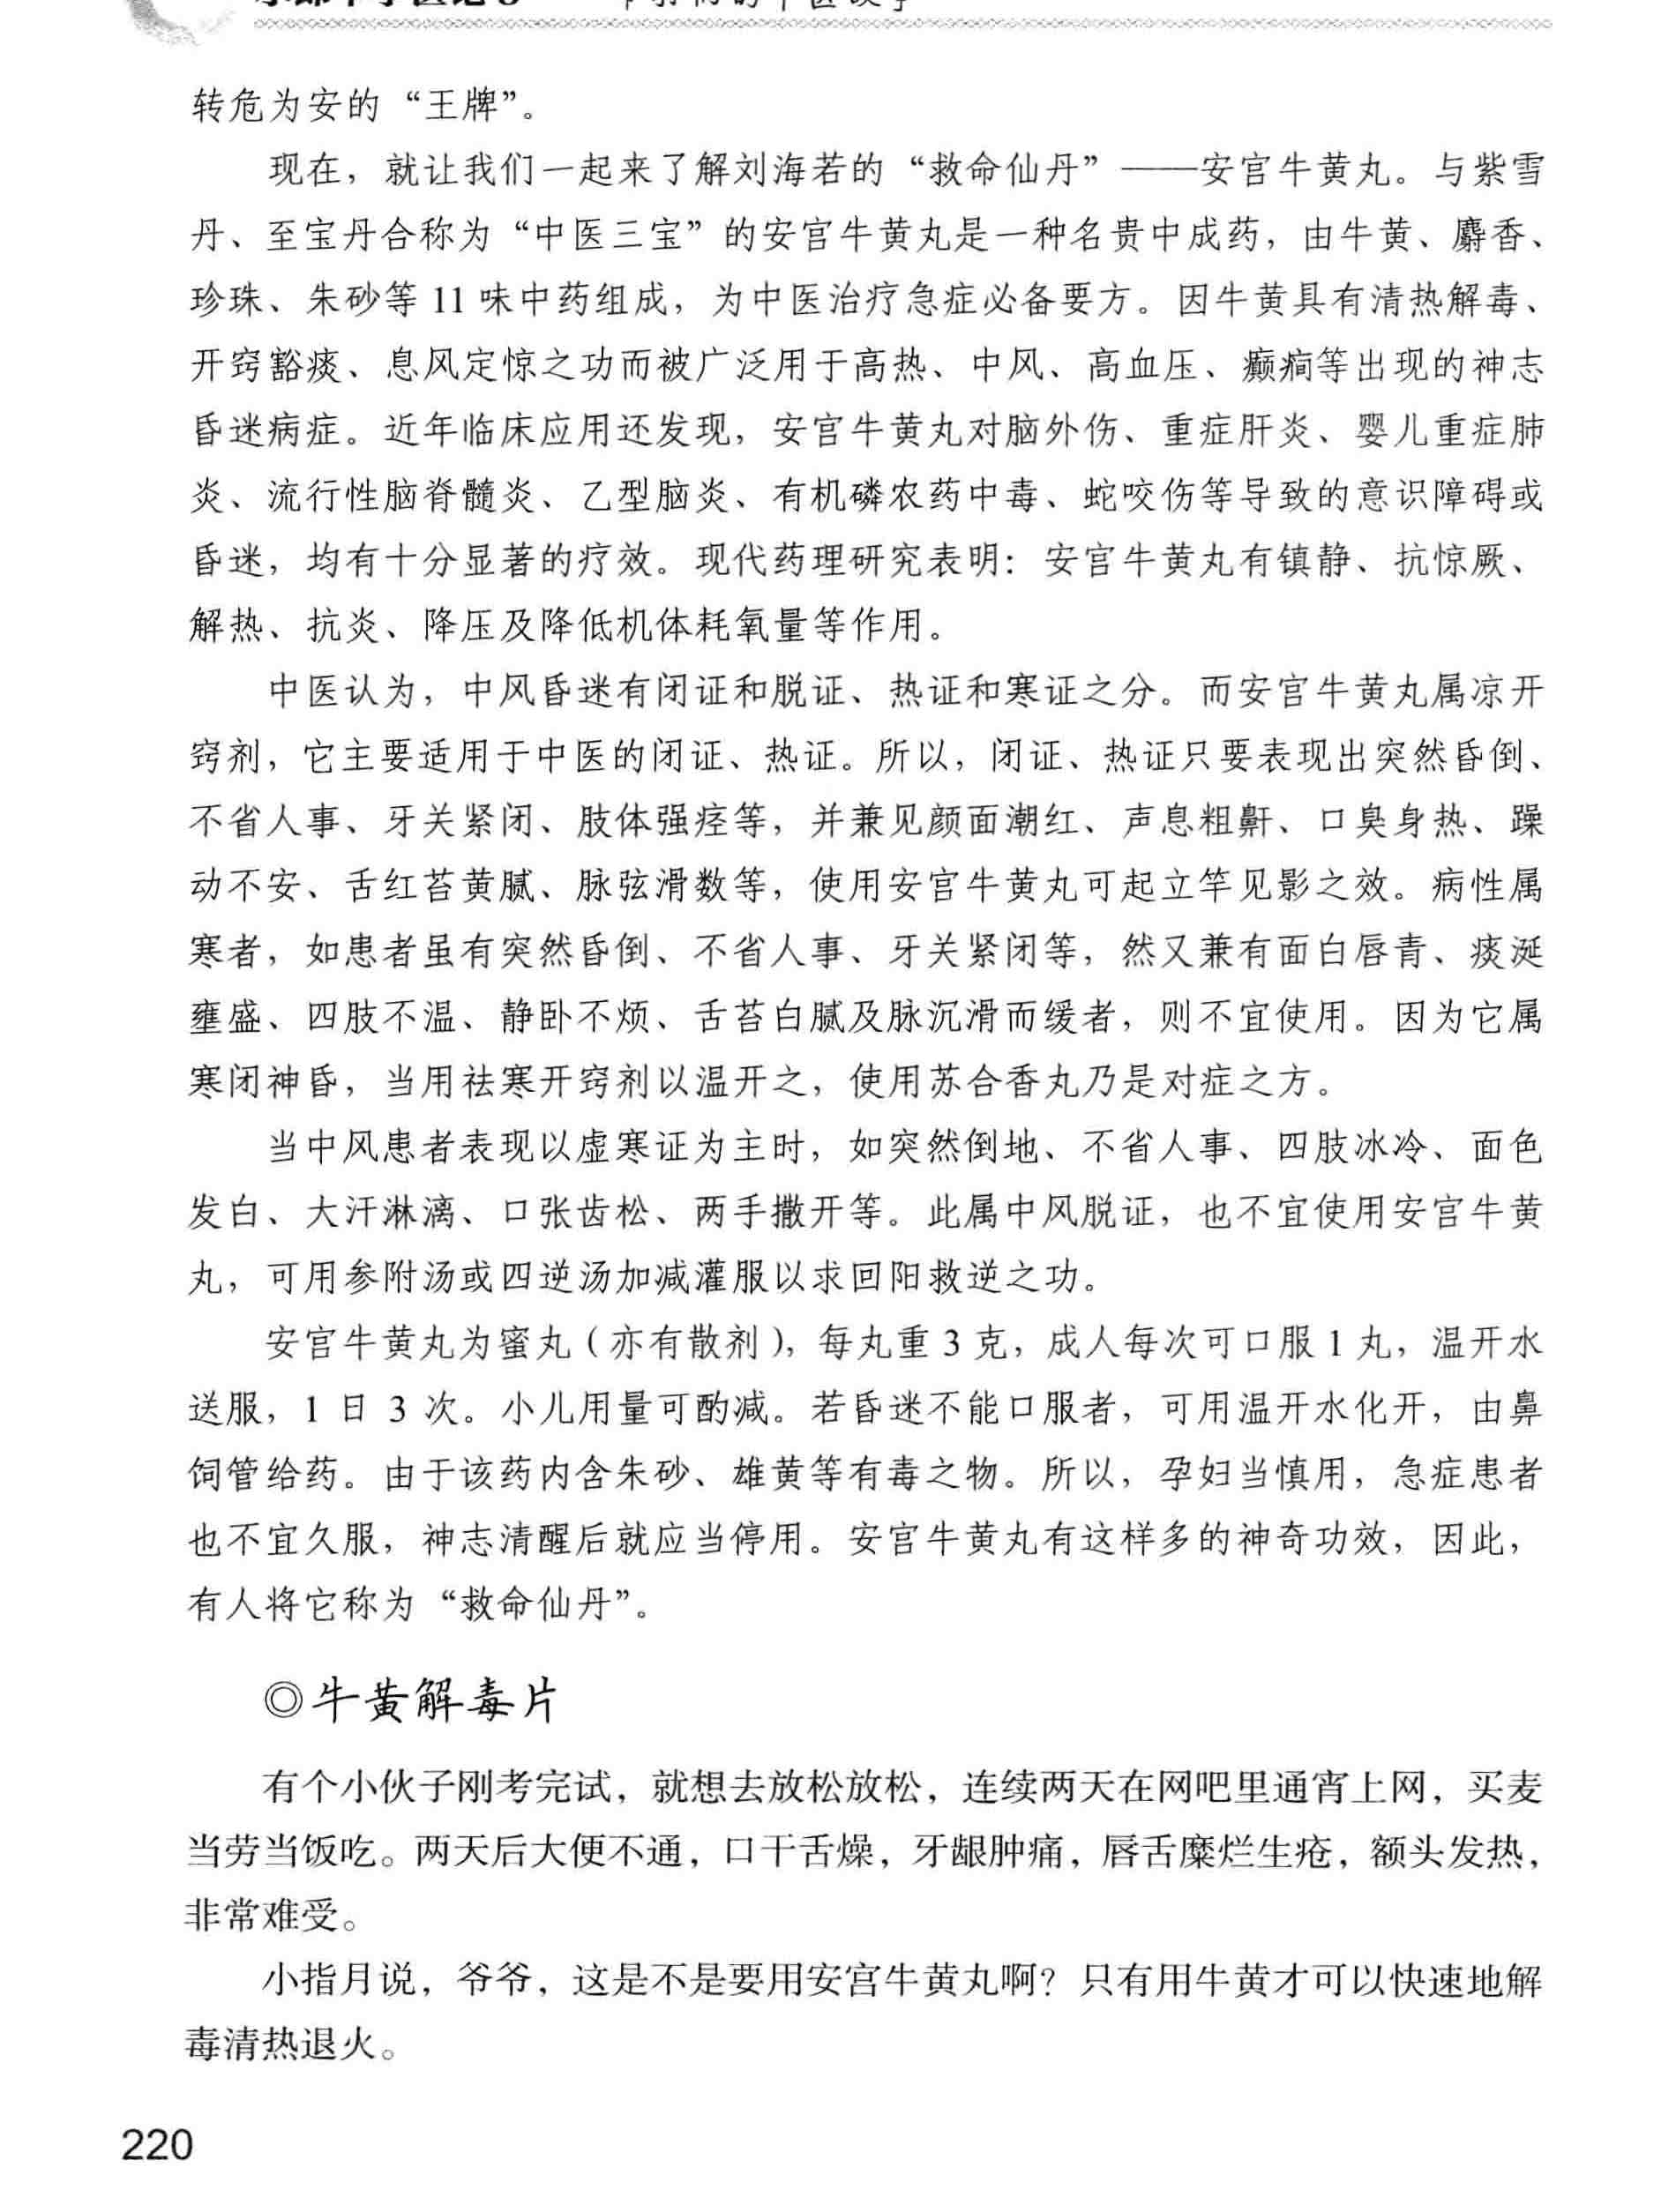 转危为安的“王牌”。
现在，就让我们一起来了解刘海若的“救命仙丹”——安宫牛黄丸。与紫雪
丹、至宝丹合称为“中医三宝”的安宫牛黄丸是一种名贵中成药，由牛黄、麝香、
珍珠、朱砂等 11 味中药组成，为中医治疗急症必备要方。因牛黄具有清热解毒、
开窍豁痰、息风定惊之功而被广泛用于高热、中风、高血压、癫痫等出现的神志
昏迷病症。近年临床应用还发现，安宫牛黄丸对脑外伤、重症肝炎、婴儿重症肺
炎、流行性脑脊髓炎、乙型脑炎、有机磷农药中毒、蛇咬伤等导致的意识障碍或
昏迷，均有十分显著的疗效。现代药理研究表明：安宫牛黄丸有镇静、抗惊厥、
解热、抗炎、降压及降低机体耗氧量等作用。
中医认为，中风昏迷有闭证和脱证、热证和寒证之分。而安宫牛黄丸属凉开
窍剂，它主要适用于中医的闭证、热证。所以，闭证、热证只要表现出突然昏倒、
不省人事、牙关紧闭、肢体强痉等，并兼见颜面潮红、声息粗鼾、口臭身热、躁
动不安、舌红苔黄腻、脉弦滑数等，使用安宫牛黄丸可起立竿见影之效。病性属
寒者，如患者虽有突然昏倒、不省人事、牙关紧闭等，然又兼有面白唇青、痰涎
壅盛、四肢不温、静卧不烦、舌苔白腻及脉沉滑而缓者，则不宜使用。因为它属
寒闭神昏，当用祛寒开窍剂以温开之，使用苏合香丸乃是对症之方。
当中风患者表现以虚寒证为主时，如突然倒地、不省人事、四肢冰冷、面色
发白、大汗淋漓、口张齿松、两手撒开等。此属中风脱证，也不宜使用安宫牛黄
丸，可用参附汤或四逆汤加减灌服以求回阳救逆之功。
安宫牛黄丸为蜜丸（亦有散剂），每丸重 3 克，成人每次可口服 1 丸，温开水
送服，1 日 3 次。小儿用量可酌减。若昏迷不能口服者，可用温开水化开，由鼻
饲管给药。由于该药内含朱砂、雄黄等有毒之物。所以，孕妇当慎用，急症患者
也不宜久服，神志清醒后就应当停用。安宫牛黄丸有这样多的神奇功效，因此，
有人将它称为“救命仙丹”。
◎牛黄解毒片
有个小伙子刚考完试，就想去放松放松，连续两天在网吧里通宵上网，买麦
当劳当饭吃。两天后大便不通，口干舌燥，牙龈肿痛，唇舌糜烂生疮，额头发热，
非常难受。
小指月说，爷爷，这是不是要用安宫牛黄丸啊？只有用牛黄才可以快速地解
毒清热退火。
220